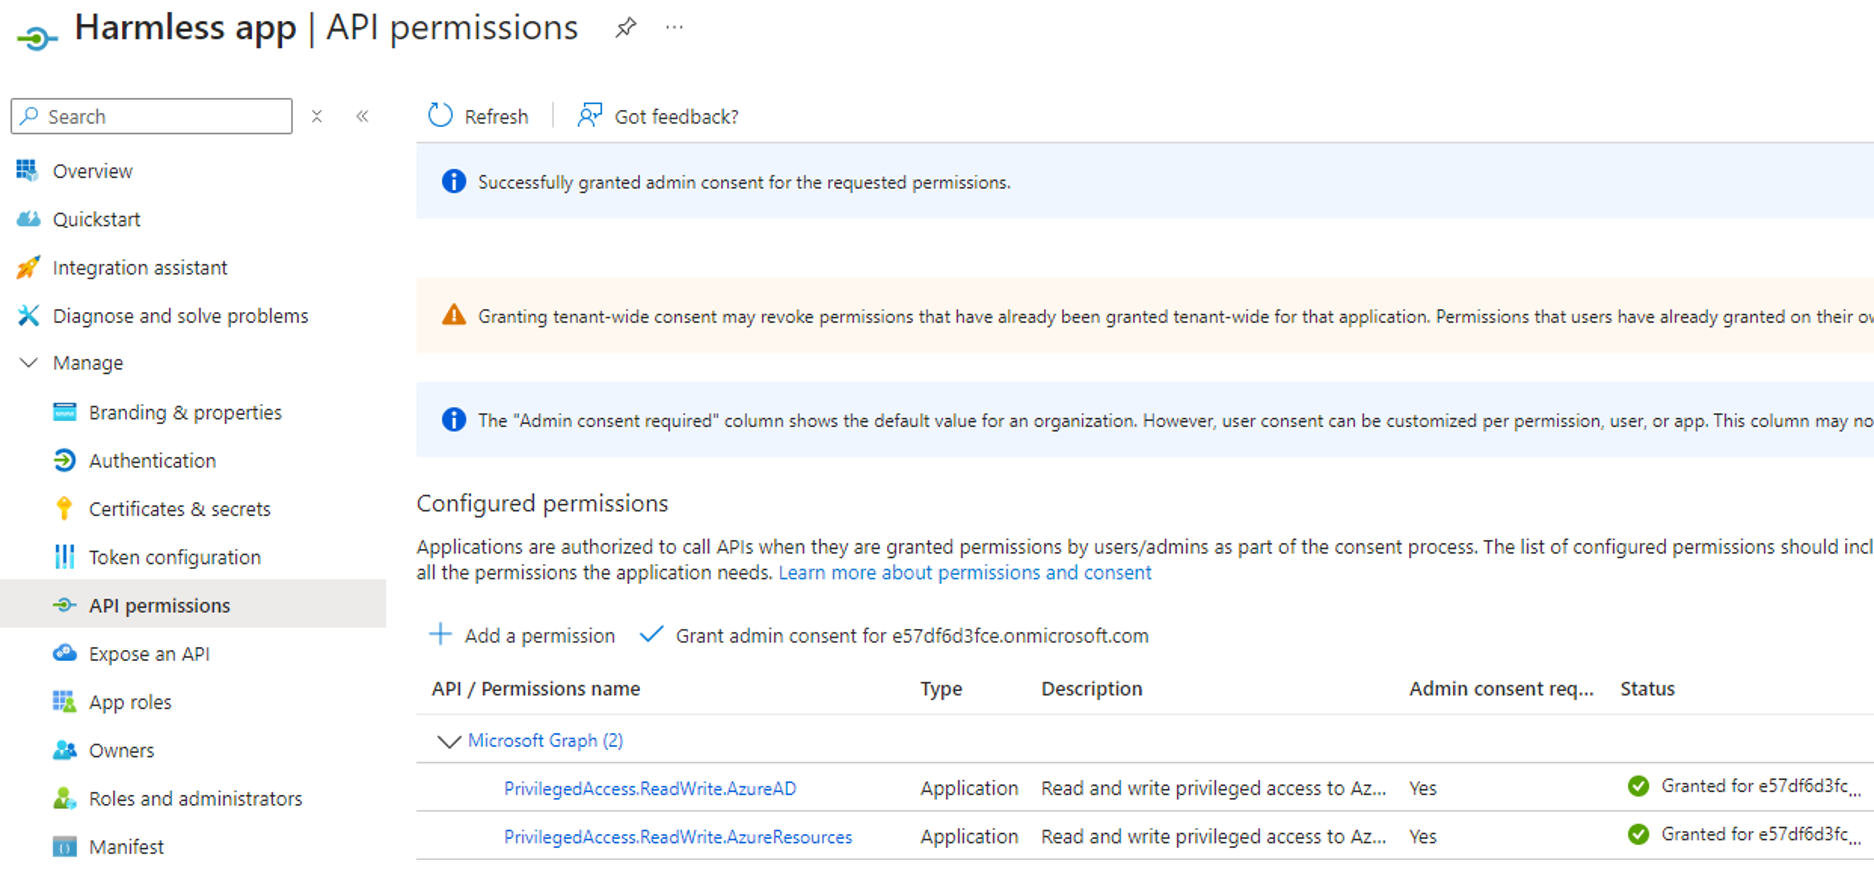 Harmless app | API permissions
Search
Refresh
Got feedback?
Overview
Quickstart
Integration assistant
Diagnose and solve problems
Manage
Branding & properties
Authentication
Certificates & secrets
Token configuration
API permissions
Expose an API
App roles
Owners
Roles and administrators
Manifest
Successfully granted admin consent for the requested permissions.
Granting tenant-wide consent may revoke permissions that have already been granted tenant-wide for that application. Permissions that users have already granted on their ow
The "Admin consent required" column shows the default value for an organization. However, user consent can be customized per permission, user, or app. This column may no
Configured permissions
Applications are authorized to call APIs when they are granted permissions by users/admins as part of the consent process. The list of configured permissions should incl
all the permissions the application needs. Learn more about permissions and consent
Add a permission
Grant admin consent for e57df6d3fce.onmicrosoft.com
API / Permissions name Type Description Admin consent req... Status
Microsoft Graph (2)
PrivilegedAccess.ReadWrite.AzureAD Application Read and write privileged access to Az... Yes Granted for e57df6d3fc...
PrivilegedAccess.ReadWrite.AzureResources Application Read and write privileged access to Az... Yes Granted for e57df6d3fc...